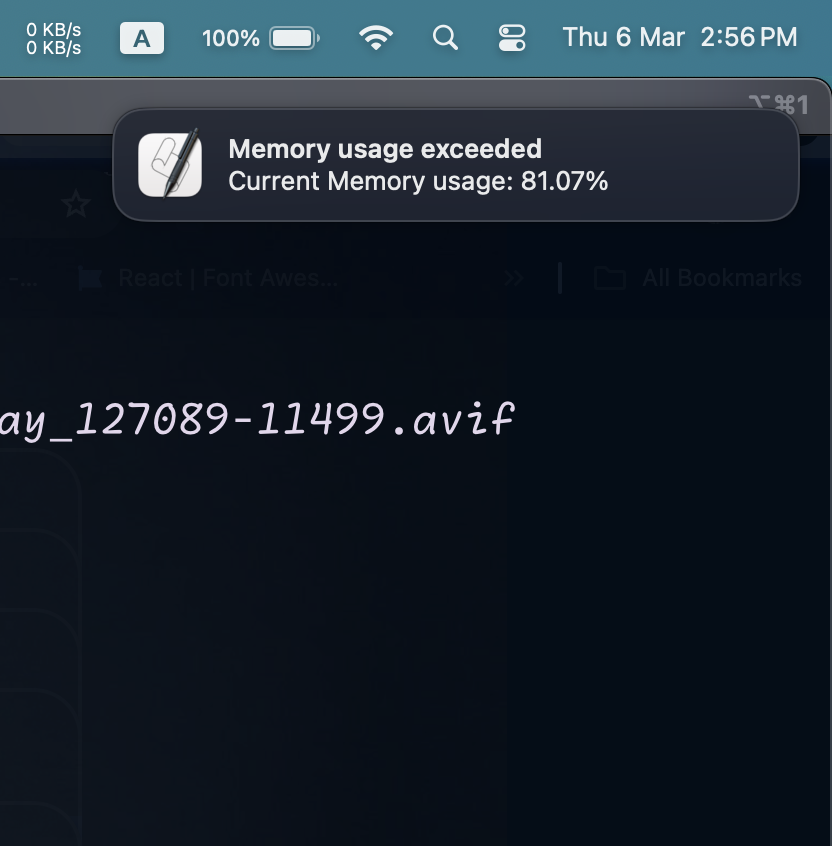 0 KB/s
0 KB/s
A
100%
Thu 6 Mar 2:56 PM
⌥⌘1
Memory usage exceeded
Current Memory usage: 81.07%
-...
React | Font Awes...
All Bookmarks
ay_127089-11499.avif